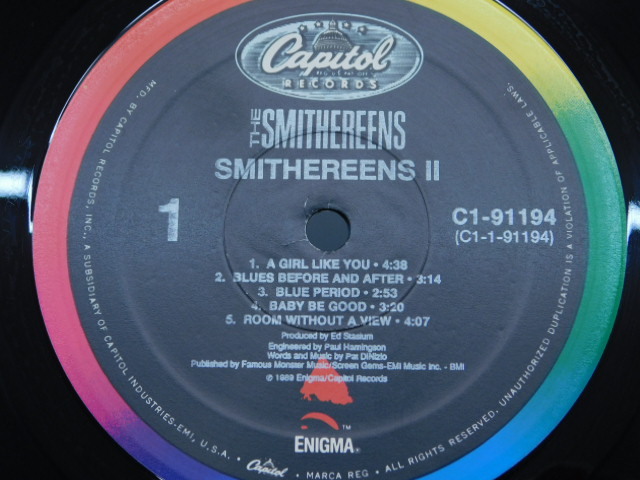 Capitol
RECORDS
THE SMITHEREENS
SMITHEREENS II
1
C1-91194
(C1-1-91194)
1. A GIRL LIKE YOU • 4:38
2. BLUES BEFORE AND AFTER • 3:14
3. BLUE PERIOD • 2:53
4. BABY BE GOOD • 3:20
5. ROOM WITHOUT A VIEW • 4:07
Produced by Ed Stasium
Engineered by Paul Hamingson
Words and Music by Pat DiNizio
Published by Famous Monster Music/Screen Gems-EMI Music Inc. - BMI
℗ 1989 Enigma/Capitol Records
™
ENIGMA®
MFD. BY CAPITOL RECORDS, INC., A SUBSIDIARY OF CAPITOL INDUSTRIES-EMI, U.S.A. • Capitol • MARCA REG. • ALL RIGHTS RESERVED. UNAUTHORIZED DUPLICATION IS A VIOLATION OF APPLICABLE LAWS.